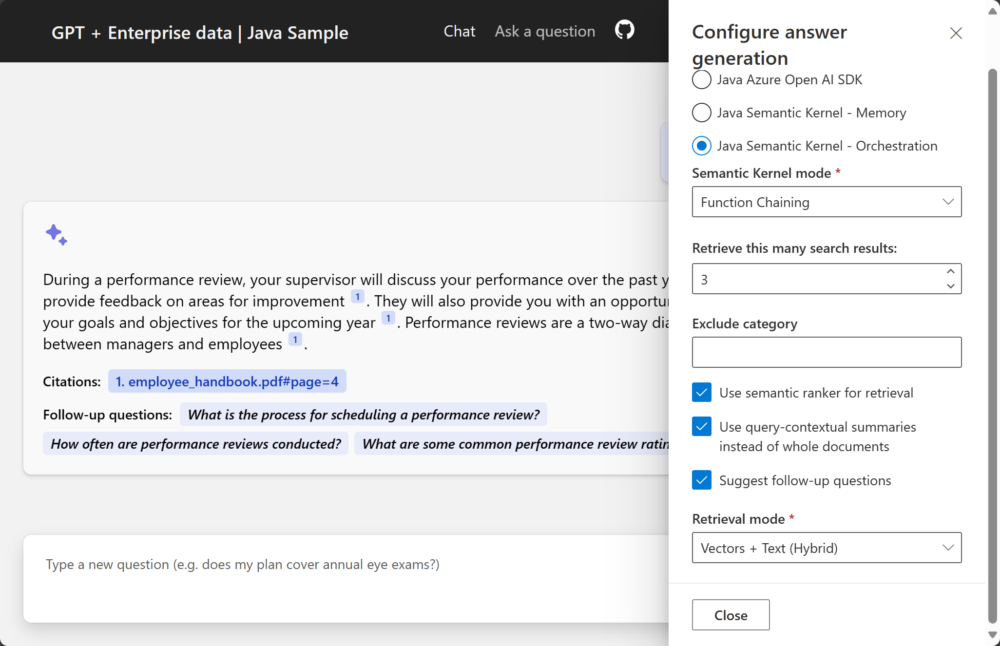 GPT + Enterprise data | Java Sample
Chat
Ask a question
During a performance review, your supervisor will discuss your performance over the past
provide feedback on areas for improvement 1. They will also provide you with an
your goals and objectives for the upcoming year 1. Performance reviews are a two-way
between managers and employees 1.
Citations: 1. employee_handbook.pdf#page=4
Follow-up questions: What is the process for scheduling a performance review?
How often are performance reviews conducted? What are some common performance review
Type a new question (e.g. does my plan cover annual eye exams?)
Configure answer
generation
Java Azure Open AI SDK
Java Semantic Kernel - Memory
Java Semantic Kernel - Orchestration
Semantic Kernel mode *
Function Chaining
Retrieve this many search results:
3
Exclude category
Use semantic ranker for retrieval
Use query-contextual summaries
instead of whole documents
Suggest follow-up questions
Retrieval mode *
Vectors + Text (Hybrid)
Close